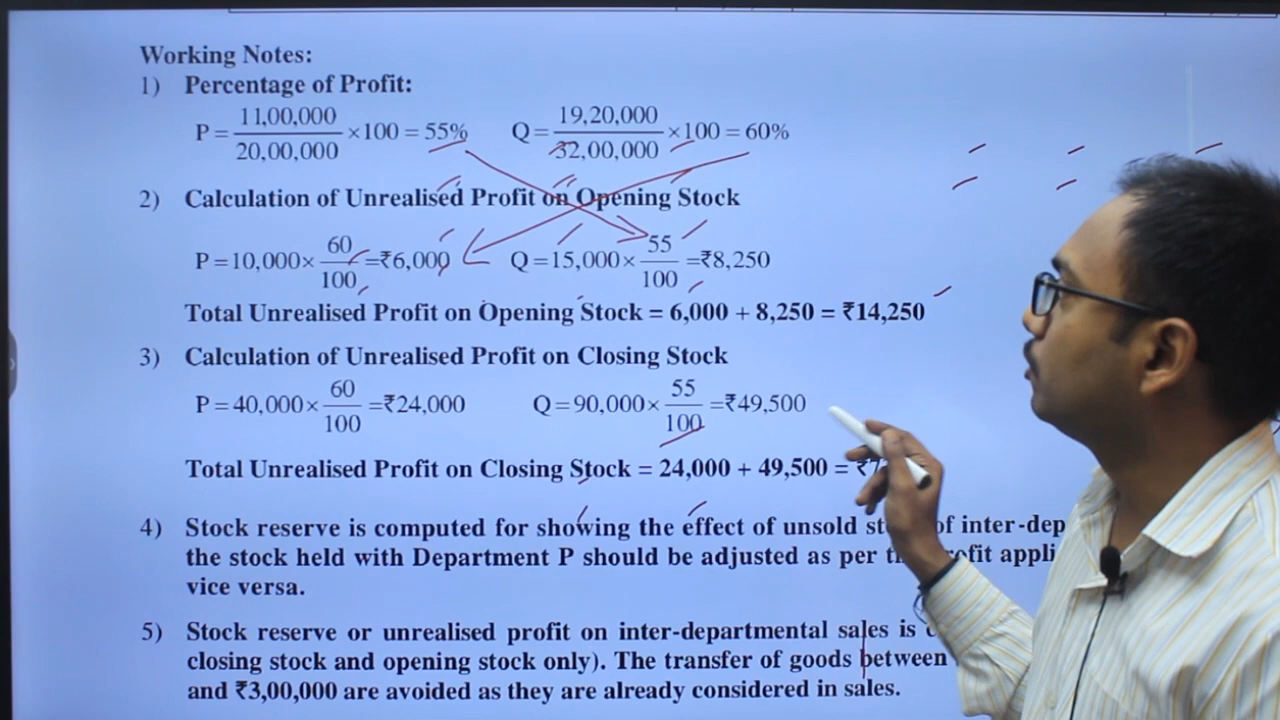 Working Notes:
1) Percentage of Profit:
P = 11,00,000 / 20,00,000 ×100 = 55% Q = 19,20,000 / 32,00,000 ×100 = 60%
2) Calculation of Unrealised Profit on Opening Stock
P = 10,000× 60/100 =₹6,000 Q = 15,000× 55/100 =₹8,250
Total Unrealised Profit on Opening Stock = 6,000 + 8,250 = ₹14,250
3) Calculation of Unrealised Profit on Closing Stock
P = 40,000× 60/100 =₹24,000 Q = 90,000× 55/100 =₹49,500
Total Unrealised Profit on Closing Stock = 24,000 + 49,500 = ₹7
4) Stock reserve is computed for showing the effect of unsold st of inter-dep
the stock held with Department P should be adjusted as per
vice versa.
5) Stock reserve or unrealised profit on inter-departmental sales is
closing stock and opening stock only). The transfer of goods between
and ₹3,00,000 are avoided as they are already considered in sales.